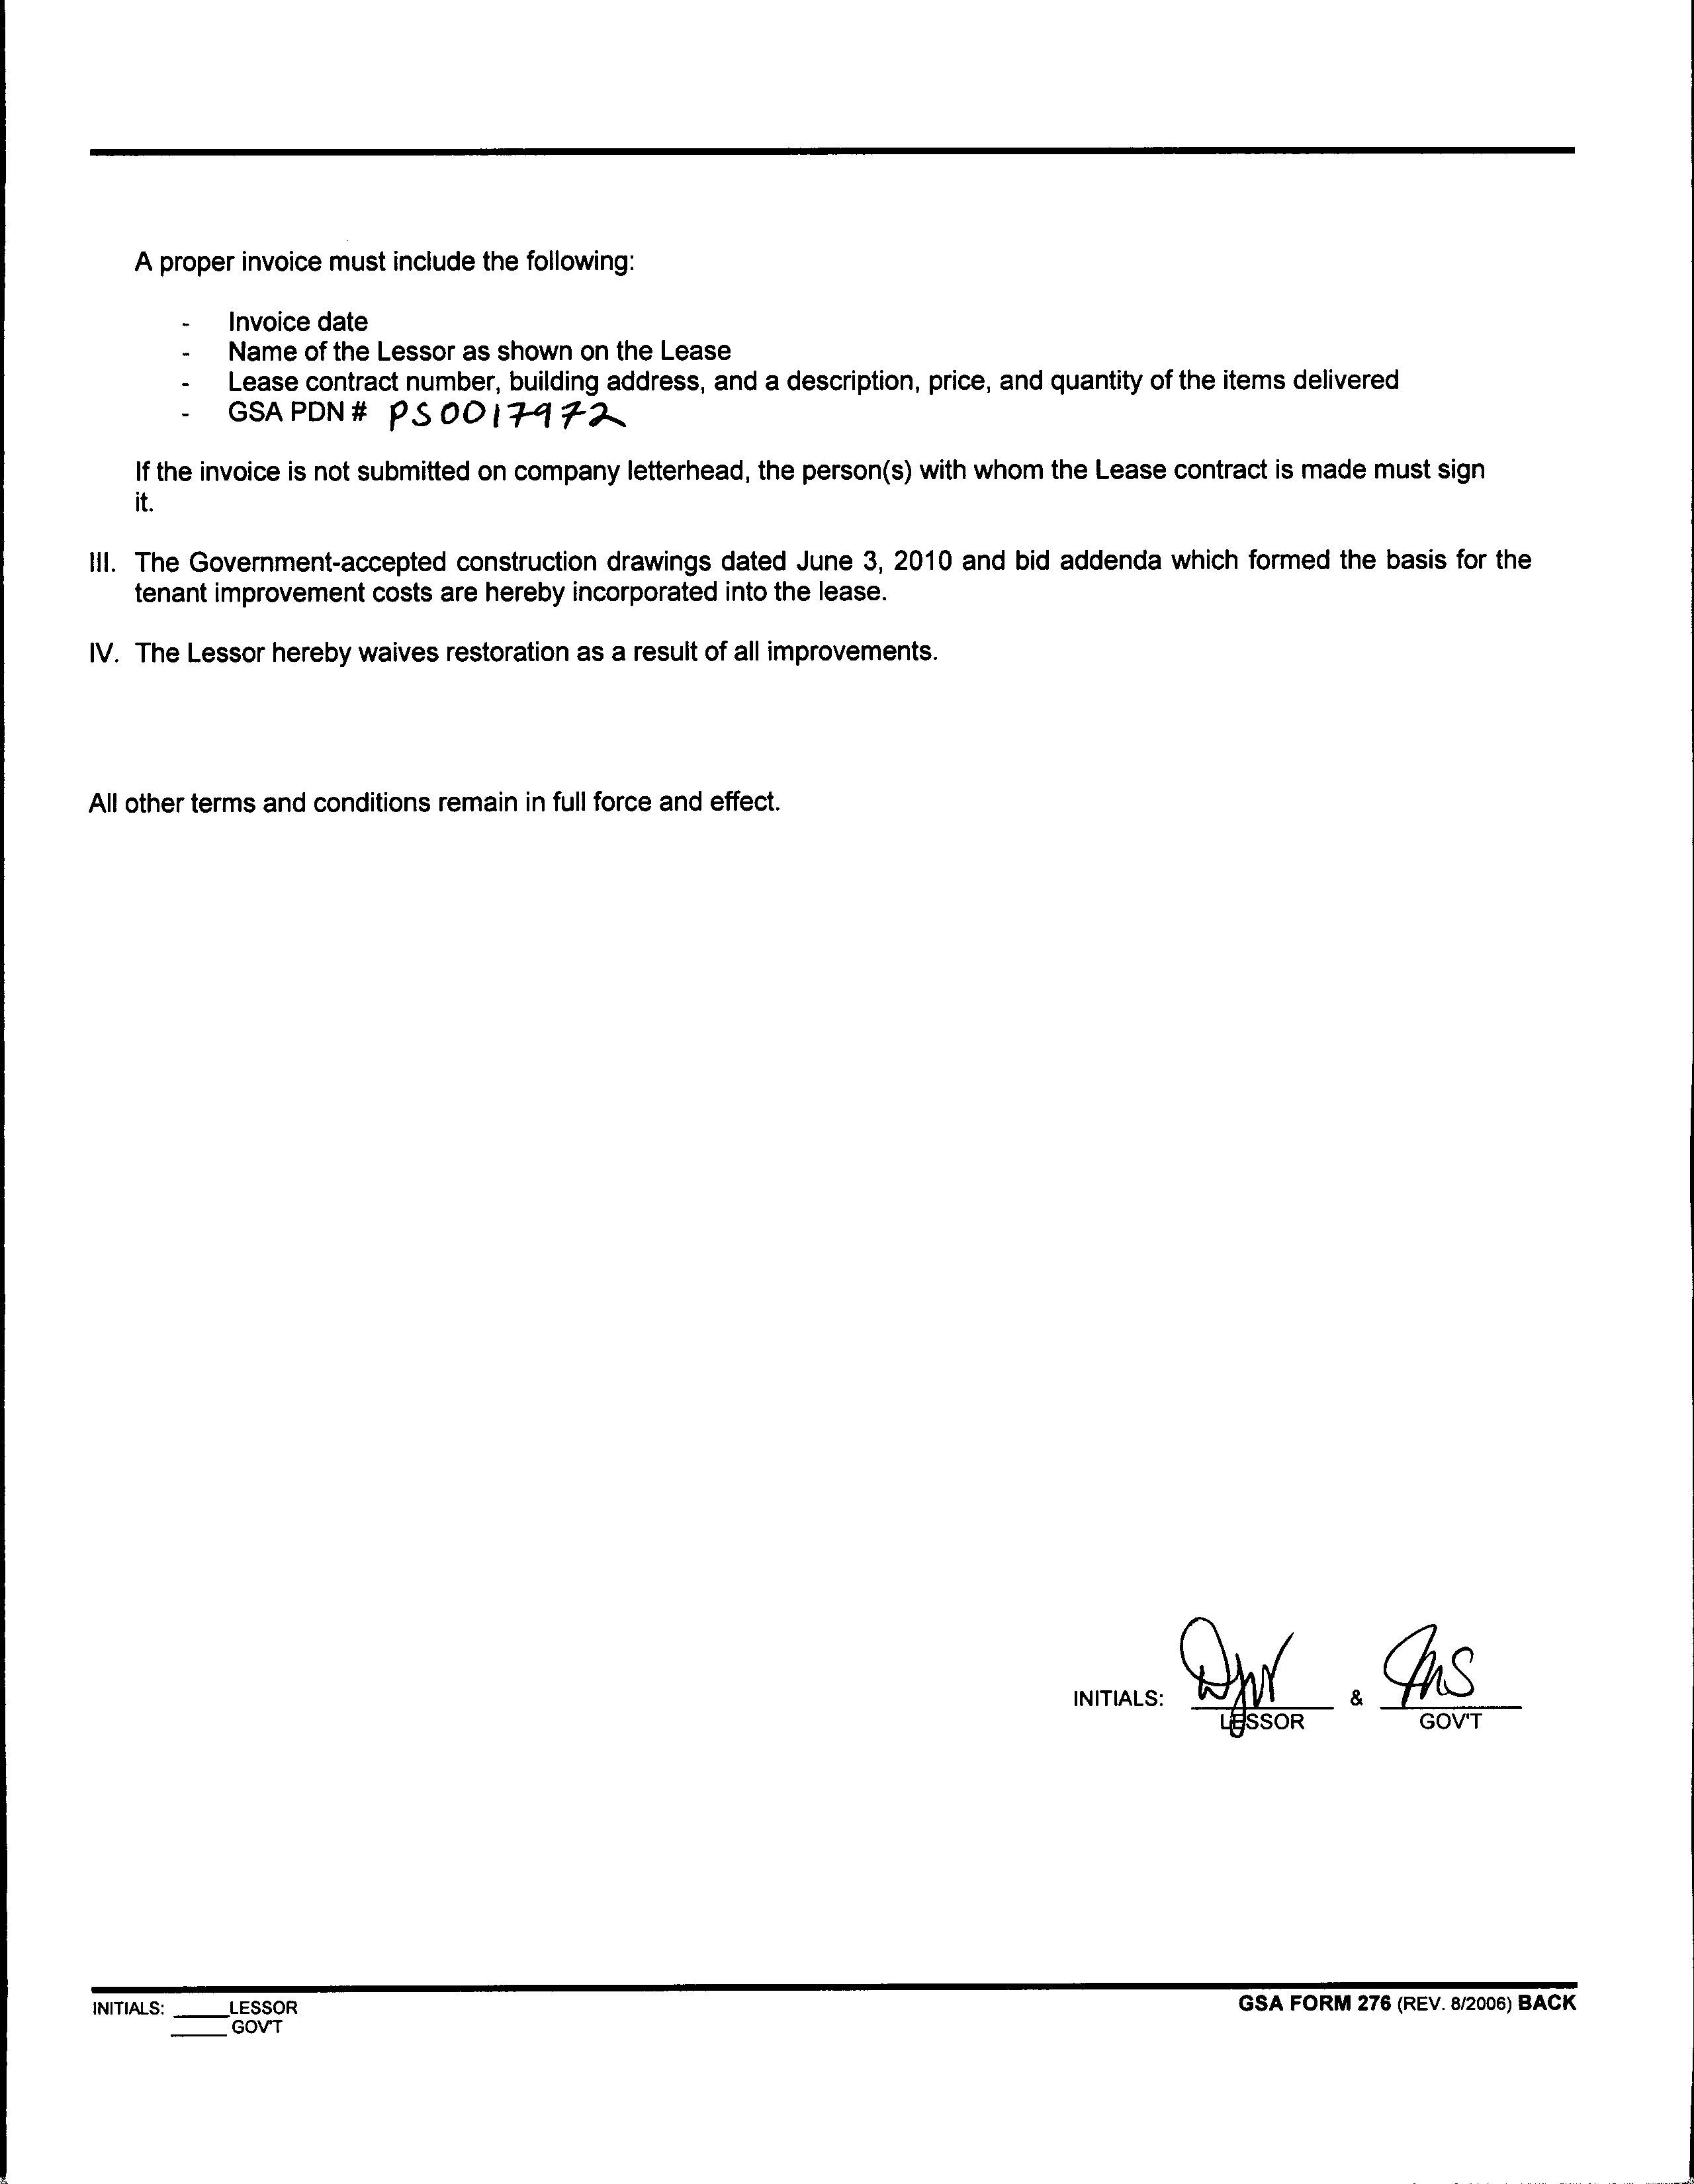 A proper invoice must include the following:
- Invoice date
- Name of the Lessor as shown on the Lease
- Lease contract number, building address, and a description, price, and quantity of the items delivered
- GSA PDN # PS0017972
If the invoice is not submitted on company letterhead, the person(s) with whom the Lease contract is made must sign
it.
III. The Government-accepted construction drawings dated June 3, 2010 and bid addenda which formed the basis for the
tenant improvement costs are hereby incorporated into the lease.
IV. The Lessor hereby waives restoration as a result of all improvements.
All other terms and conditions remain in full force and effect.
INITIALS: &
LESSOR GOV'T
INITIALS: _____LESSOR GSA FORM 276 (REV. 8/2006) BACK
_____ GOV'T